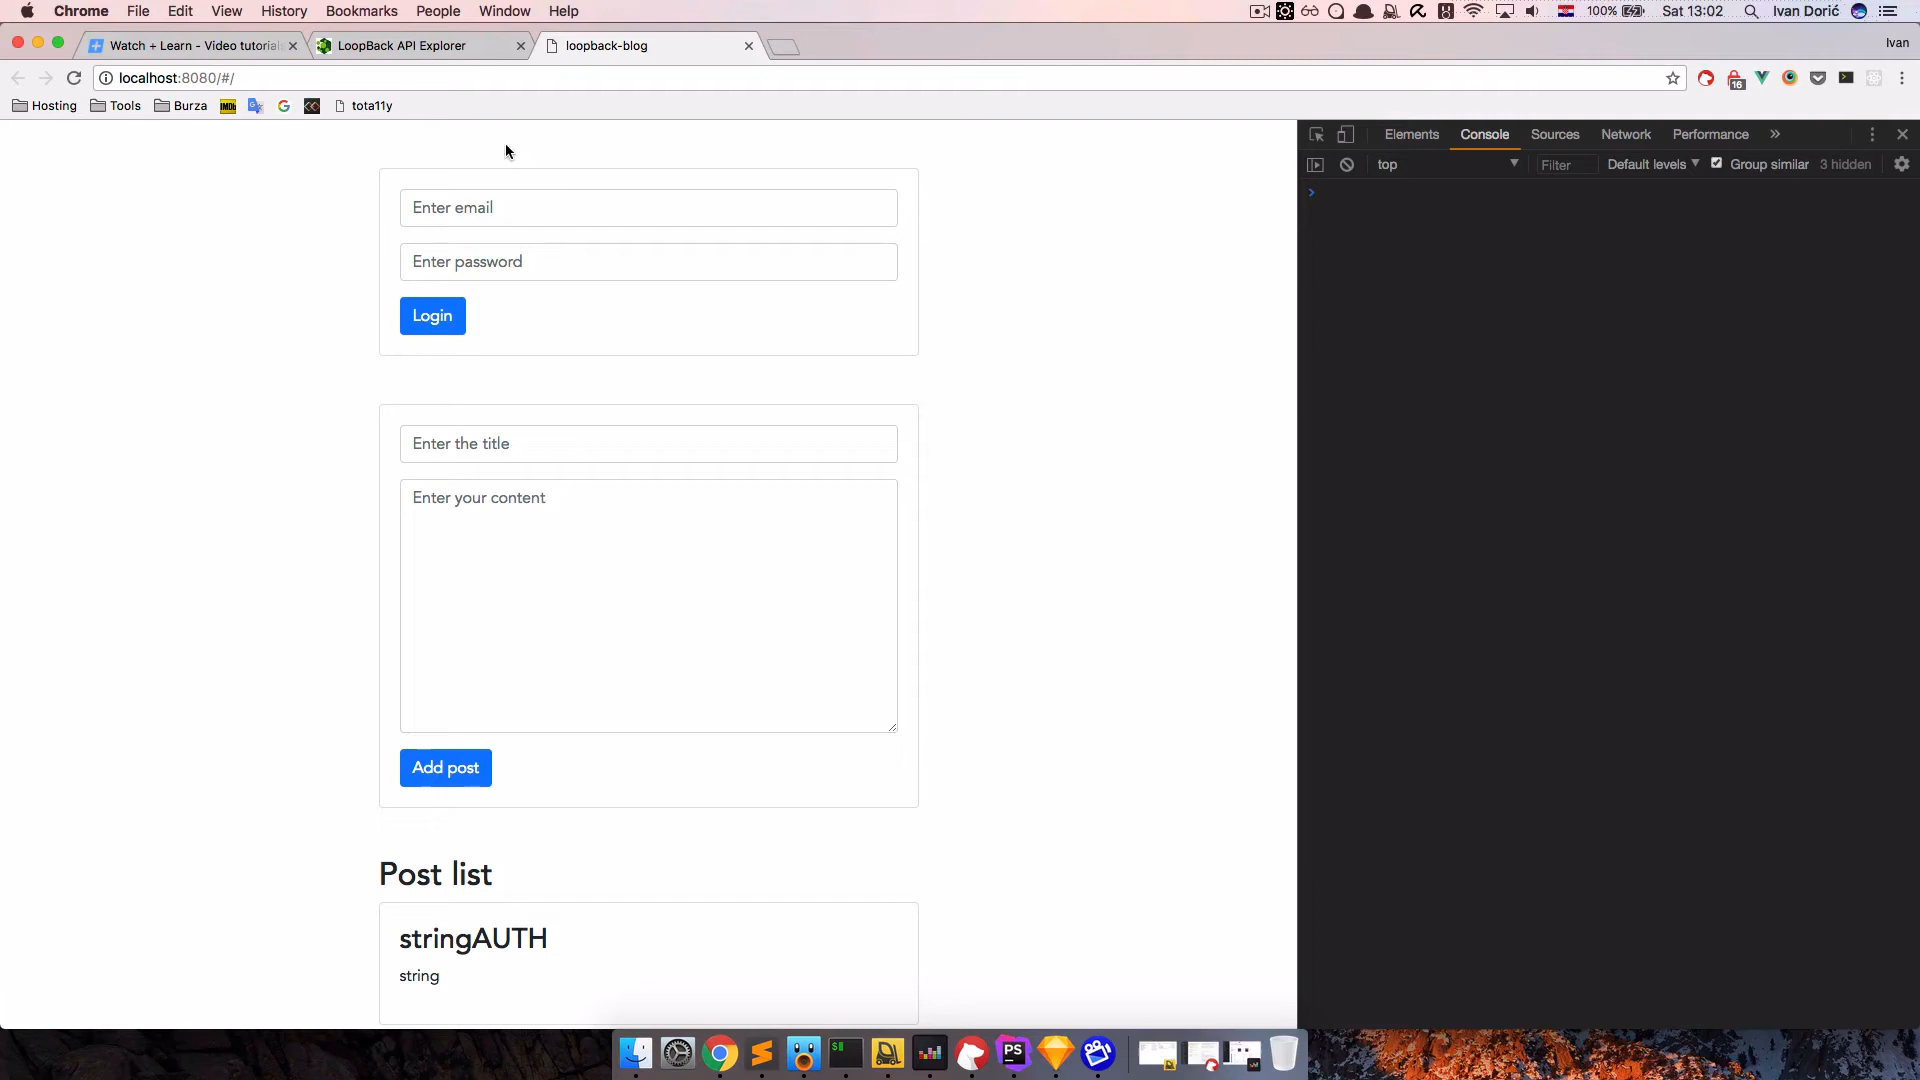 Chrome File Edit View History Bookmarks People Window Help 100% Sat 13:02 Ivan Dorić
Watch + Learn - Video tutorial LoopBack API Explorer loopback-blog Ivan
localhost:8080/#/ 16
Hosting Tools Burza IMDb tota11y
Elements Console Sources Network Performance
top Filter Default levels Group similar 3 hidden
Enter email
Enter password
Login
Enter the title
Enter your content
Add post
Post list
stringAUTH
string
PS